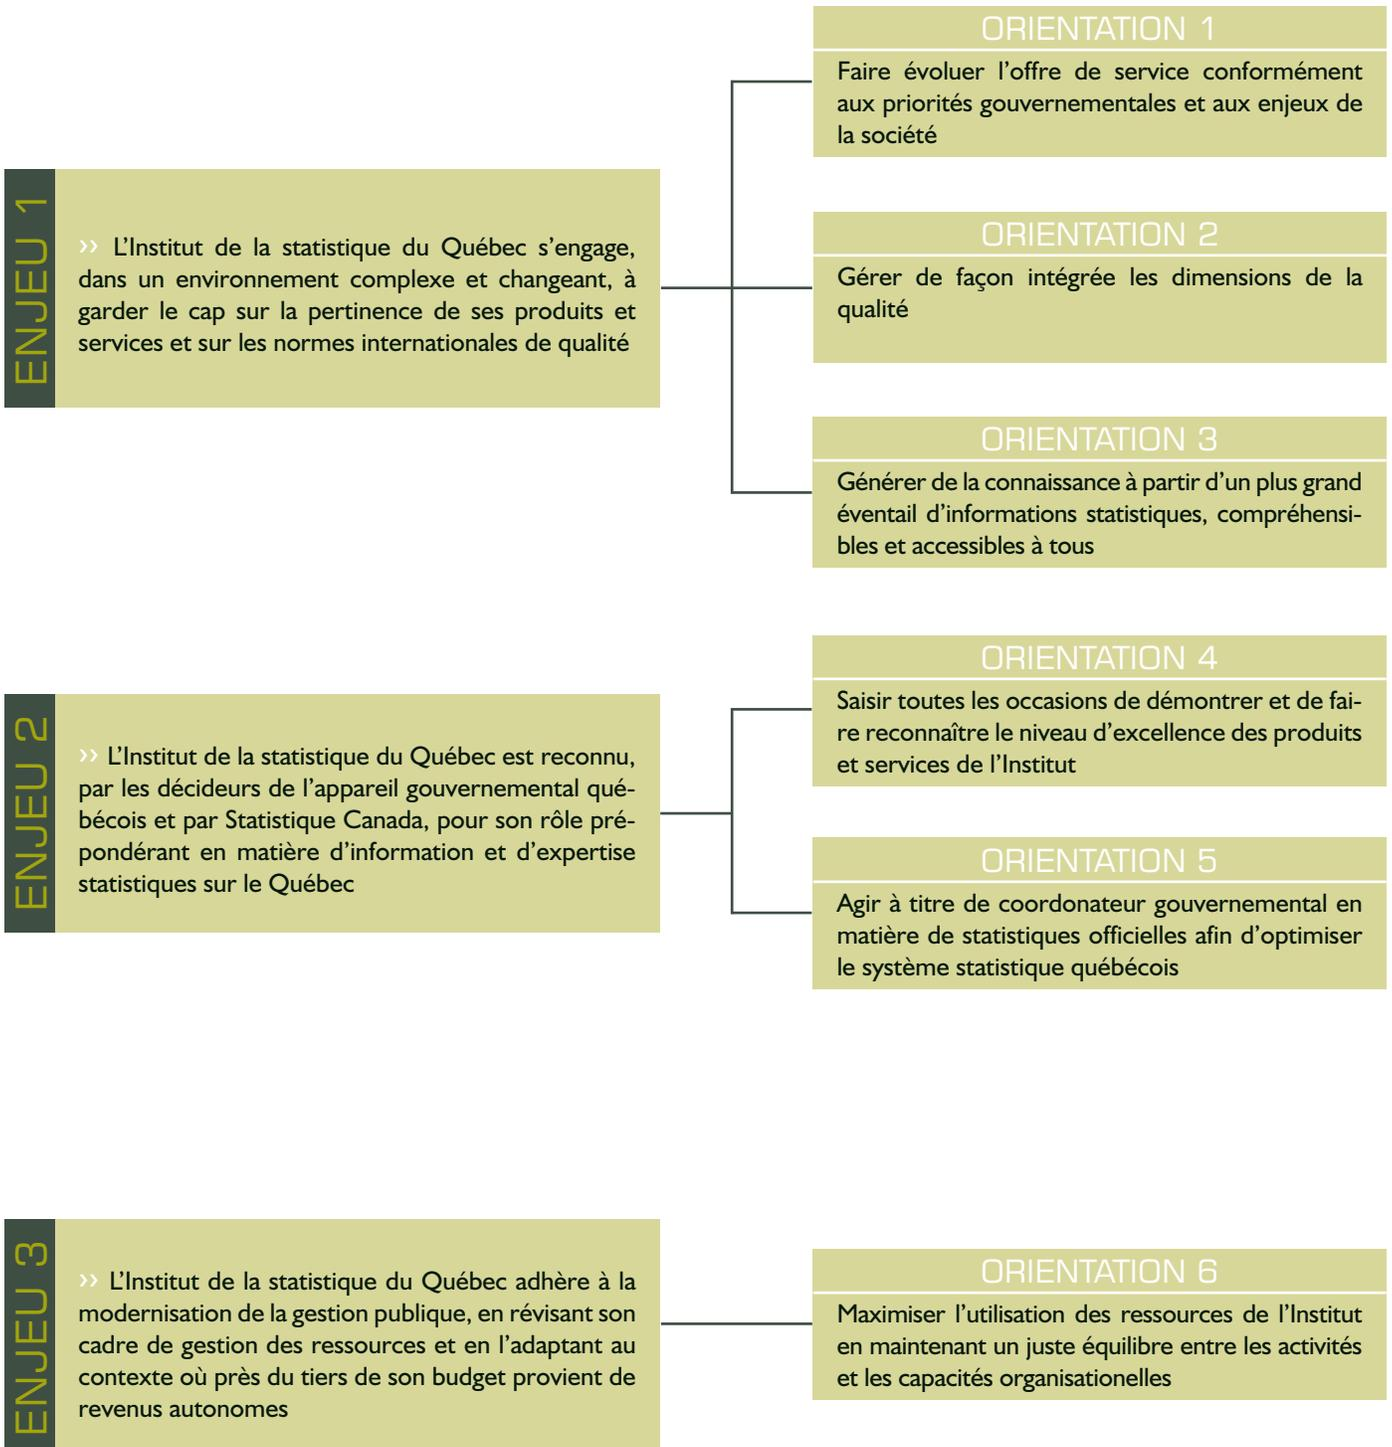 ENJEU 1
>> L’Institut de la statistique du Québec s’engage,
dans un environnement complexe et changeant, à
garder le cap sur la pertinence de ses produits et
services et sur les normes internationales de qualité
ORIENTATION 1
Faire évoluer l’offre de service conformément
aux priorités gouvernementales et aux enjeux de
la société
ORIENTATION 2
Gérer de façon intégrée les dimensions de la
qualité
ORIENTATION 3
Générer de la connaissance à partir d’un plus grand
éventail d’informations statistiques, compréhensi-
bles et accessibles à tous
ENJEU 2
>> L’Institut de la statistique du Québec est reconnu,
par les décideurs de l’appareil gouvernemental qué-
bécois et par Statistique Canada, pour son rôle pré-
pondérant en matière d’information et d’expertise
statistiques sur le Québec
ORIENTATION 4
Saisir toutes les occasions de démontrer et de fai-
re reconnaître le niveau d’excellence des produits
et services de l’Institut
ORIENTATION 5
Agir à titre de coordonateur gouvernemental en
matière de statistiques officielles afin d’optimiser
le système statistique québécois
ENJEU 3
>> L’Institut de la statistique du Québec adhère à la
modernisation de la gestion publique, en révisant son
cadre de gestion des ressources et en l’adaptant au
contexte où près du tiers de son budget provient de
revenus autonomes
ORIENTATION 6
Maximiser l’utilisation des ressources de l’Institut
en maintenant un juste équilibre entre les activités
et les capacités organisationelles